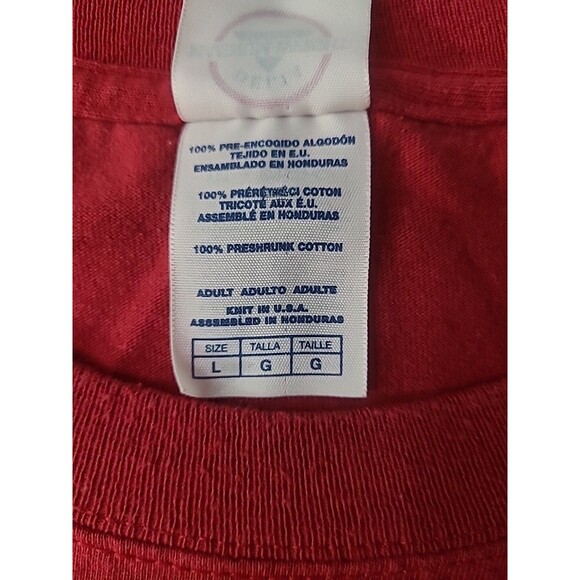 100% PRE-ENCOGIDO ALGODÓN
TEJIDO EN E.U.
ENSAMBLADO EN HONDURAS
100% PRÉRÉTRÉCI COTON
TRICOTÉ AUX É.U.
ASSEMBLÉ EN HONDURAS
100% PRESHRUNK COTTON
ADULT ADULTO ADULTE
KNIT IN U.S.A.
ASSEMBLED IN HONDURAS
SIZE TALLA TAILLE
L G G